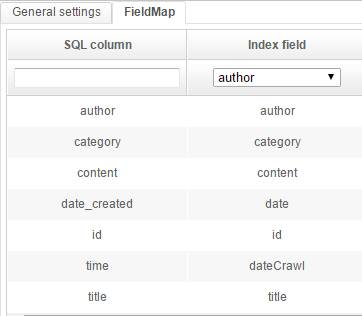 General settings FieldMap
SQL column Index field
author
author author
category category
content content
date_created date
id id
time dateCrawl
title title